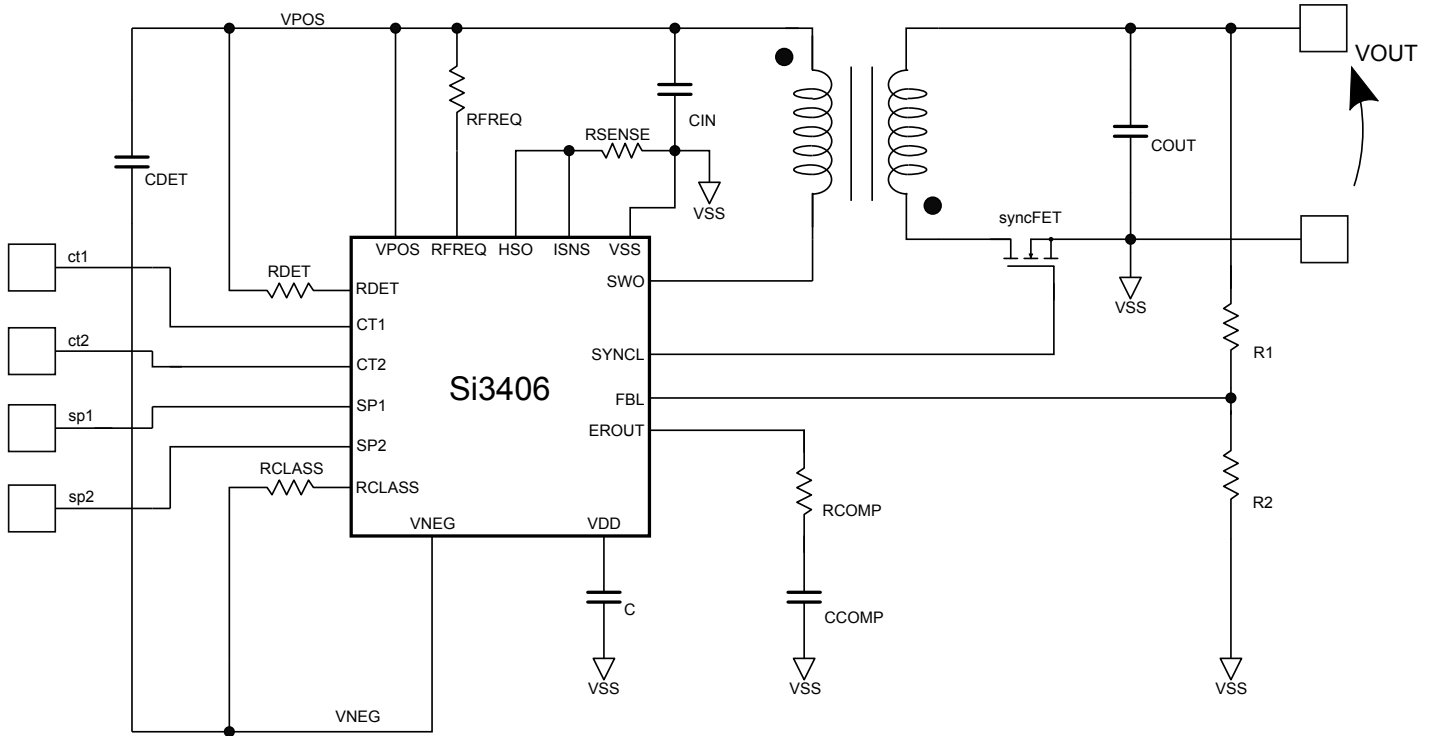 VPOS
VOUT
RFREQ
CIN
RSENSE
COUT
CDET
VSS
syncFET
VPOS
RFREQ
HSO
ISNS
VSS
ct1
RDET
RDET
SWO
VSS
CT1
ct2
SYNCL
R1
CT2
Si3406
sp1
SP1
FBL
EROUT
SP2
RCLASS
RCLASS
sp2
R2
RCOMP
VNEG
VDD
C
CCOMP
VSS
VSS
VSS
VNEG